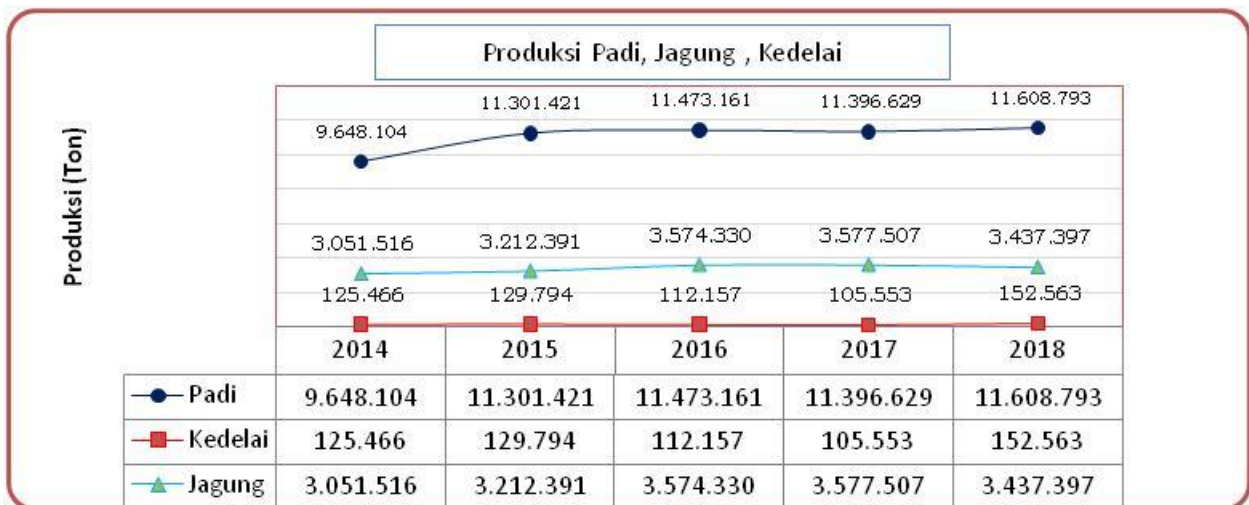 Produksi Padi, Jagung , Kedelai
Produksi (Ton)
9.648.104 11.301.421 11.473.161 11.396.629 11.608.793
3.051.516 3.212.391 3.574.330 3.577.507 3.437.397
125.466 129.794 112.157 105.553 152.563
2014 2015 2016 2017 2018
Padi 9.648.104 11.301.421 11.473.161 11.396.629 11.608.793
Kedelai 125.466 129.794 112.157 105.553 152.563
Jagung 3.051.516 3.212.391 3.574.330 3.577.507 3.437.397